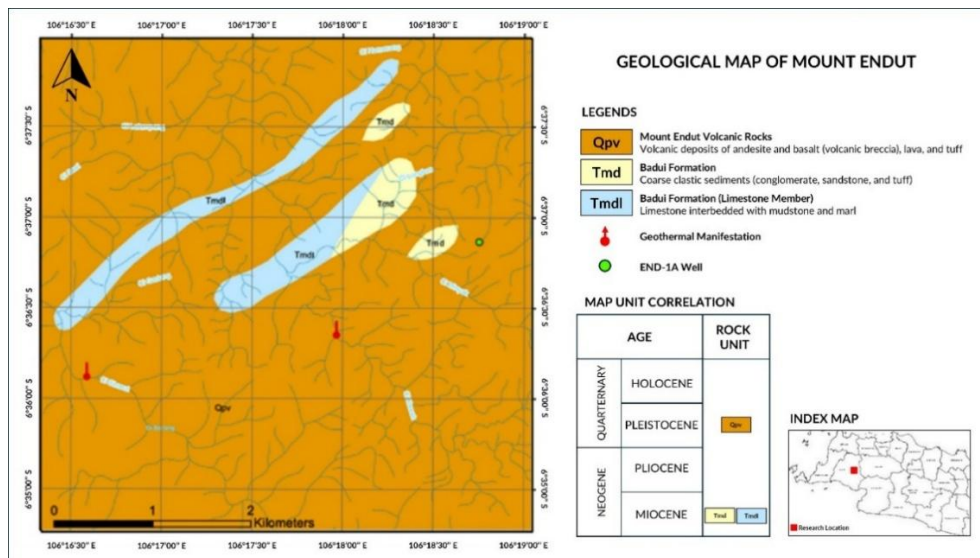 106°16'30" E 106°17'00" E 106°17'30" E 106°18'00" E 106°18'30" E 106°19'00" E
N
Tmd
6°37'30" S
6°37'30" S
Tmd
Tmdl
6°37'00" S
6°37'00" S
Tmd
Tmdl
6°36'30" S
6°36'30" S
6°36'00" S
6°36'00" S
Qpv
6°35'00" S
6°35'00" S
0 1 2
Kilometers
106°16'30" E 106°17'00" E 106°17'30" E 106°18'00" E 106°18'30" E 106°19'00" E
GEOLOGICAL MAP OF MOUNT ENDUT
LEGENDS
Qpv
Mount Endut Volcanic Rocks
Volcanic deposits of andesite and basalt (volcanic breccia), lava, and tuff
Tmd
Badui Formation
Coarse clastic sediments (conglomerate, sandstone, and tuff)
Tmdl
Badui Formation (Limestone Member)
Limestone interbedded with mudstone and marl
Geothermal Manifestation
END-1A Well
MAP UNIT CORRELATION
AGE
ROCK
UNIT
QUARTERNARY
HOLOCENE
PLEISTOCENE
Qpv
NEOGENE
PLIOCENE
MIOCENE
Tmd
Tmdl
INDEX MAP
Research Location